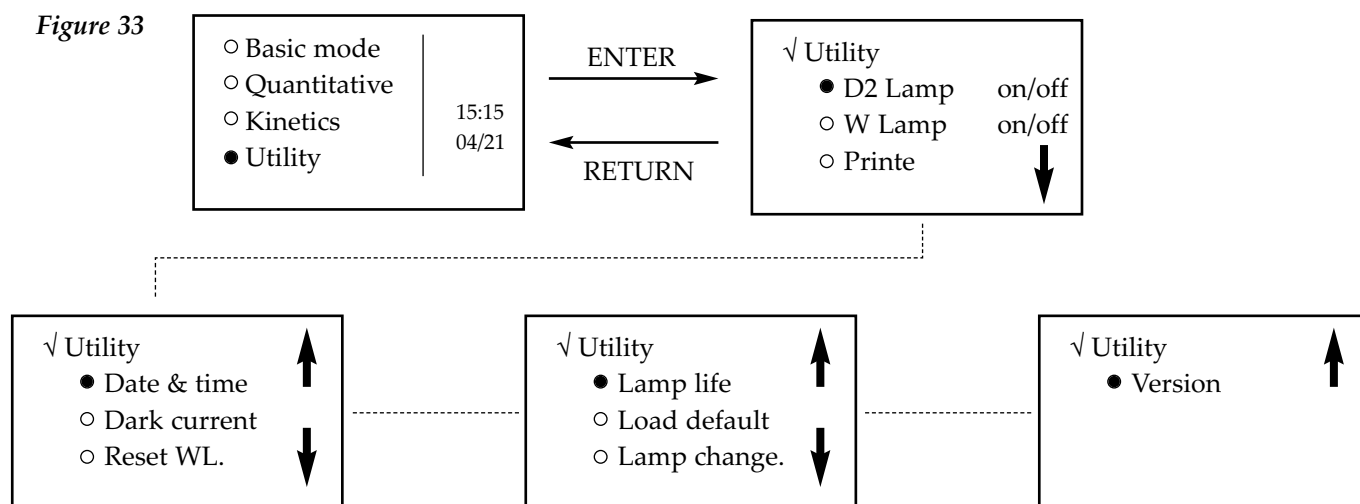 Figure 33
○ Basic mode
○ Quantitative
○ Kinetics
● Utility
15:15
04/21
ENTER
RETURN
√ Utility
● D2 Lamp on/off
○ W Lamp on/off
○ Printe
√ Utility
● Date & time
○ Dark current
○ Reset WL.
√ Utility
● Lamp life
○ Load default
○ Lamp change.
√ Utility
● Version